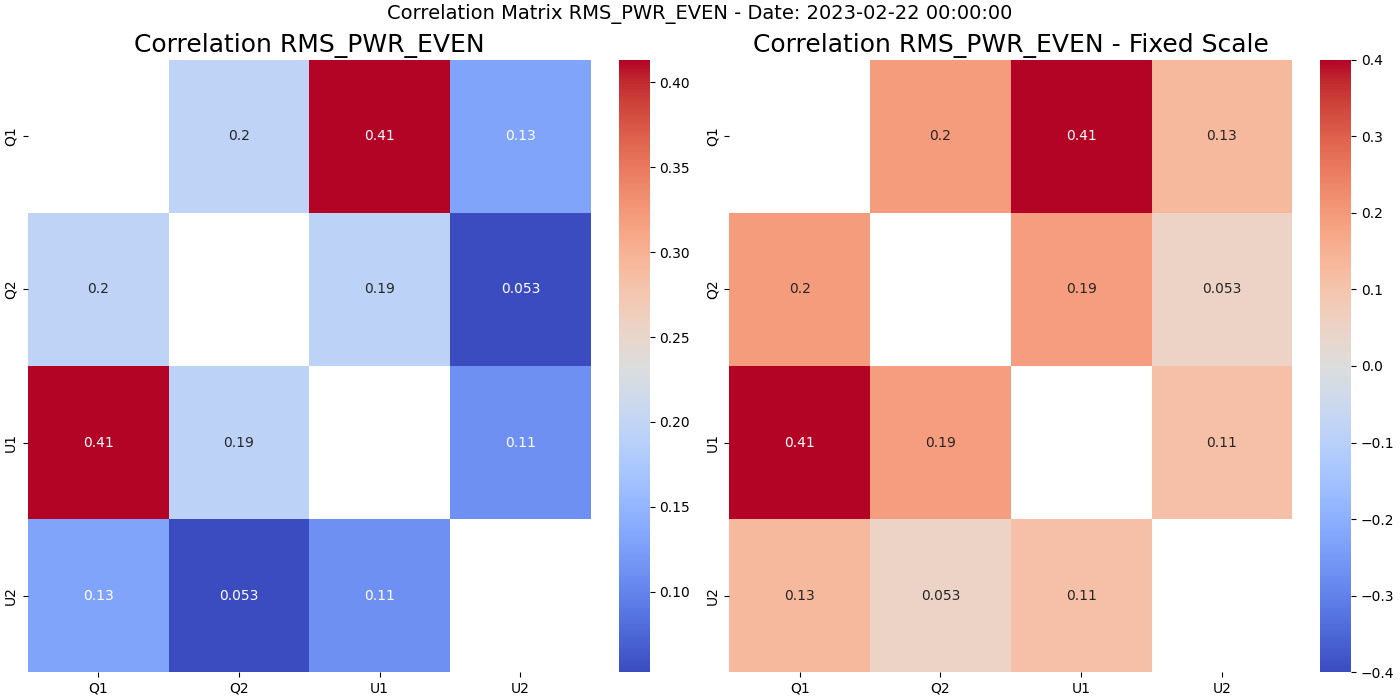 Correlation Matrix RMS_PWR_EVEN - Date: 2023-02-22 00:00:00
Correlation RMS_PWR_EVEN
Q1
0.2
0.41
0.13
Q2
0.2
0.19
0.053
U1
0.41
0.19
0.11
U2
0.13
0.053
0.11
Q1
Q2
U1
U2
0.40
0.35
0.30
0.25
0.20
0.15
0.10
Correlation RMS_PWR_EVEN - Fixed Scale
Q1
0.2
0.41
0.13
Q2
0.2
0.19
0.053
U1
0.41
0.19
0.11
U2
0.13
0.053
0.11
Q1
Q2
U1
U2
0.4
0.3
0.2
0.1
0.0
−0.1
−0.2
−0.3
−0.4